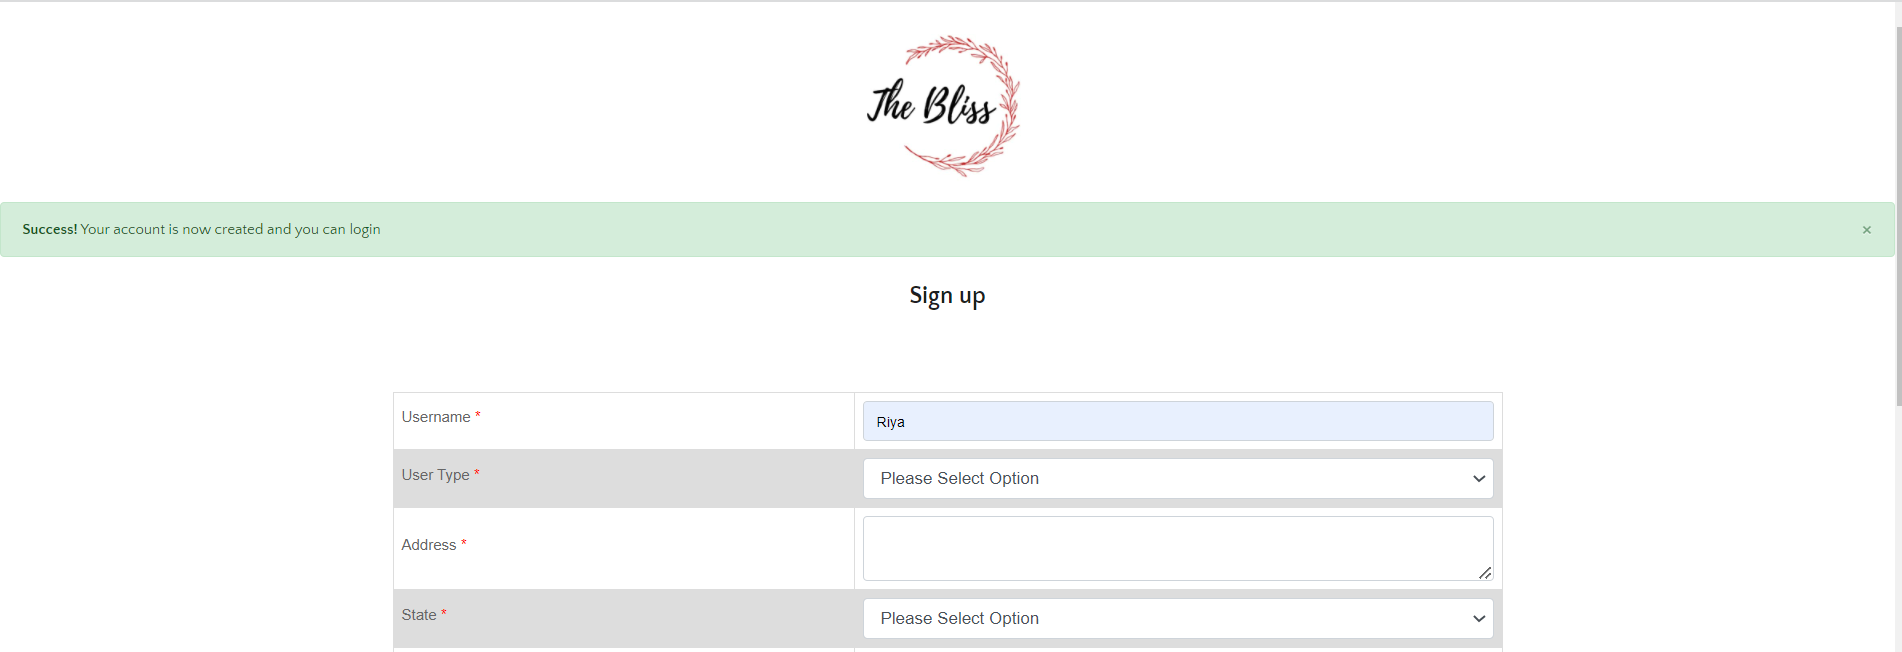 The Bliss
Success! Your account is now created and you can login ×
Sign up
Username *
Riya
User Type *
Please Select Option
Address *
State *
Please Select Option